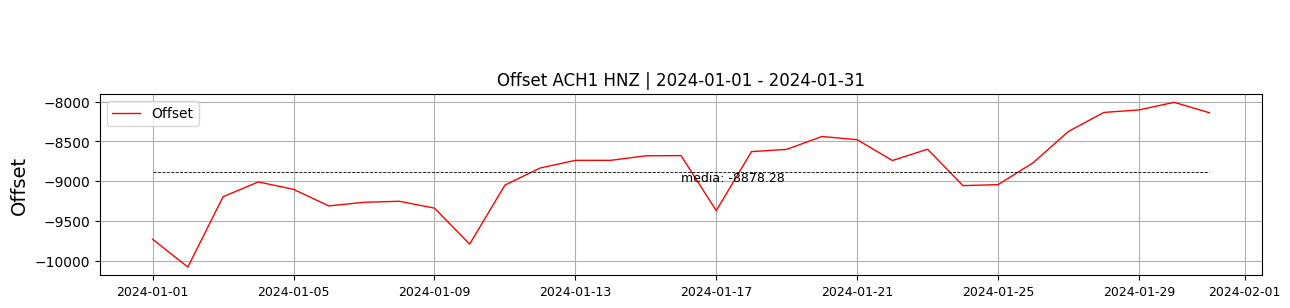 Offset ACH1 HNZ | 2024-01-01 - 2024-01-31
Offset
Offset
−8000
−8500
−9000
−9500
−10000
media: -8878.28
2024-01-01 2024-01-05 2024-01-09 2024-01-13 2024-01-17 2024-01-21 2024-01-25 2024-01-29 2024-02-01